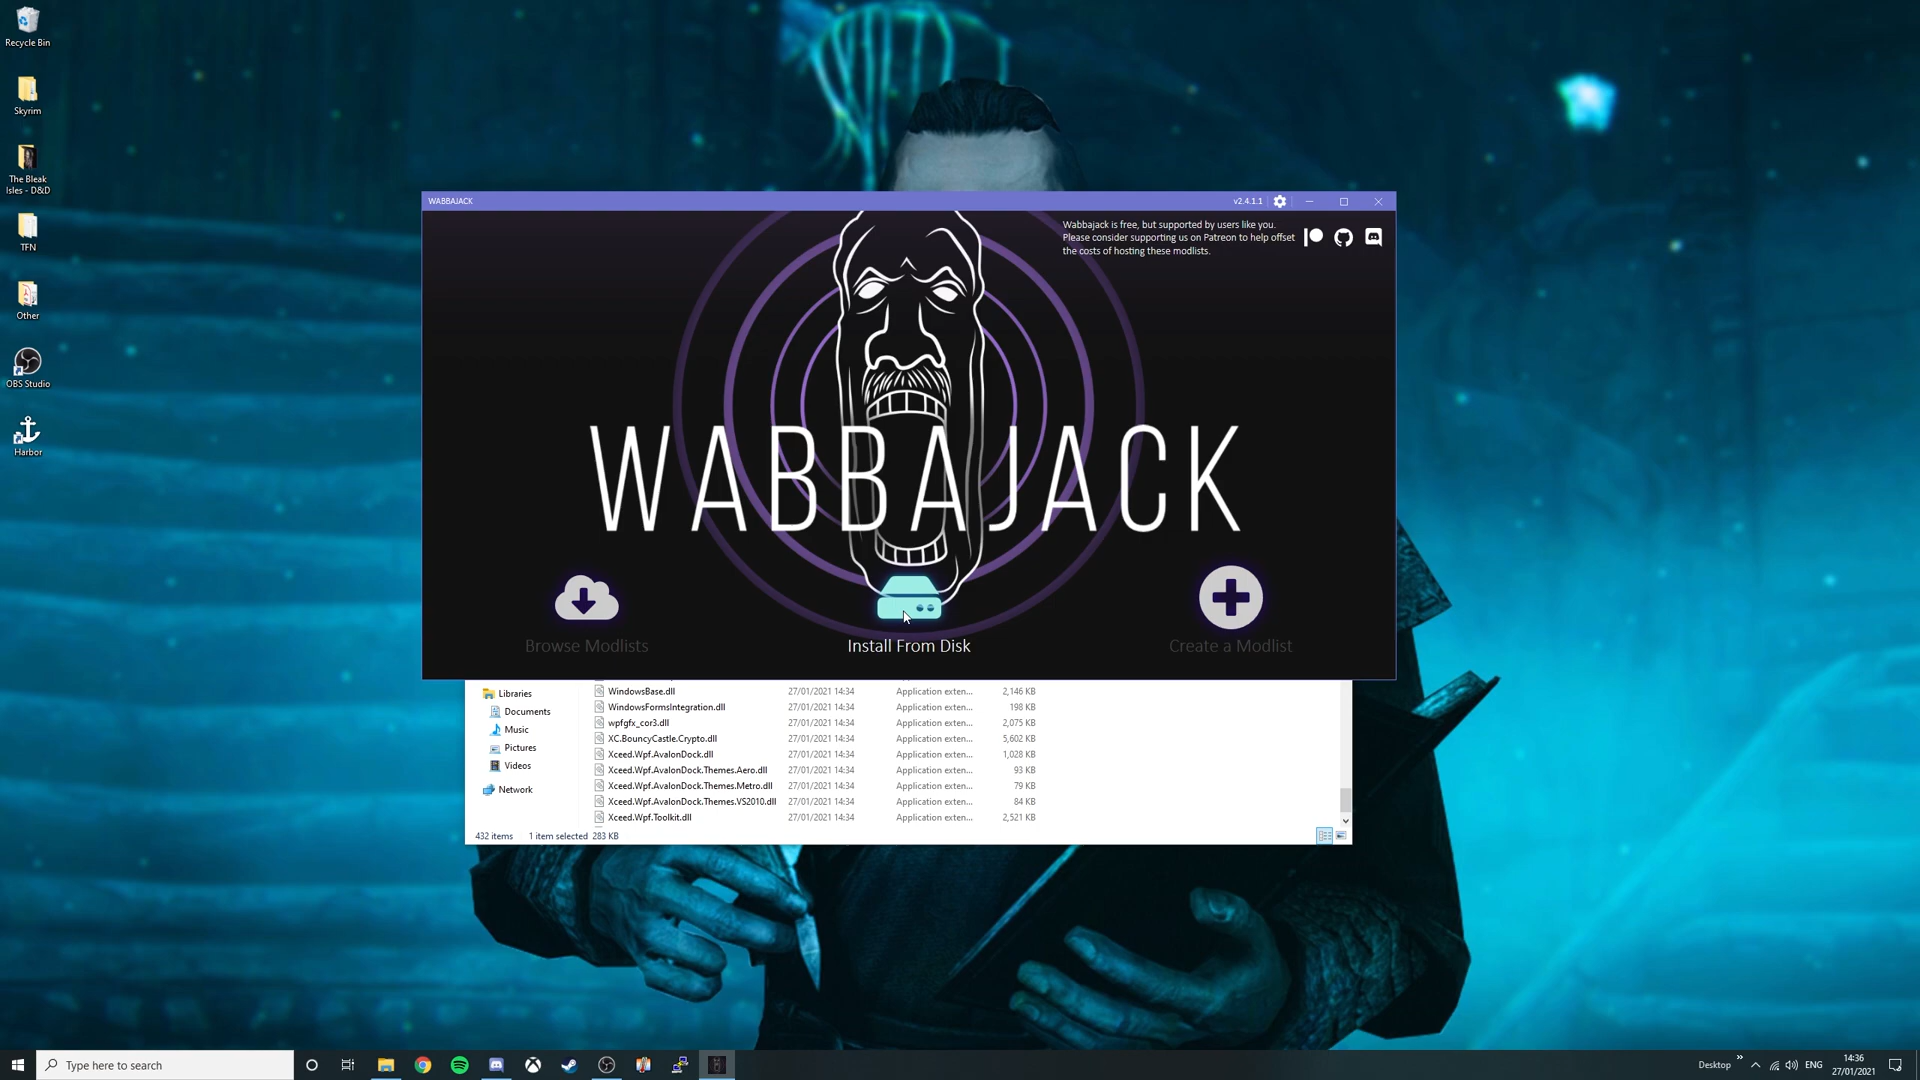 Recycle Bin
Skyrim
The Bleak
Isles - D&D
TFN
Other
OBS Studio
Harbor
WABBAJACK
v2.4.1.1
Wabbajack is free, but supported by users like you.
Please consider supporting us on Patreon to help offset
the costs of hosting these modlists.
WABBAJACK
Browse Modlists
Install From Disk
Create a Modlist
Libraries
Documents
Music
Pictures
Videos
Network
WindowsBase.dll 27/01/2021 14:34 Application exten... 2,146 KB
WindowsFormsIntegration.dll 27/01/2021 14:34 Application exten... 198 KB
wpfgfx_cor3.dll 27/01/2021 14:34 Application exten... 2,075 KB
XC.BouncyCastle.Crypto.dll 27/01/2021 14:34 Application exten... 5,602 KB
Xceed.Wpf.AvalonDock.dll 27/01/2021 14:34 Application exten... 1,028 KB
Xceed.Wpf.AvalonDock.Themes.Aero.dll 27/01/2021 14:34 Application exten... 93 KB
Xceed.Wpf.AvalonDock.Themes.Metro.dll 27/01/2021 14:34 Application exten... 79 KB
Xceed.Wpf.AvalonDock.Themes.VS2010.dll 27/01/2021 14:34 Application exten... 84 KB
Xceed.Wpf.Toolkit.dll 27/01/2021 14:34 Application exten... 2,521 KB
432 items 1 item selected 283 KB
Type here to search
Desktop
ENG
14:36
27/01/2021